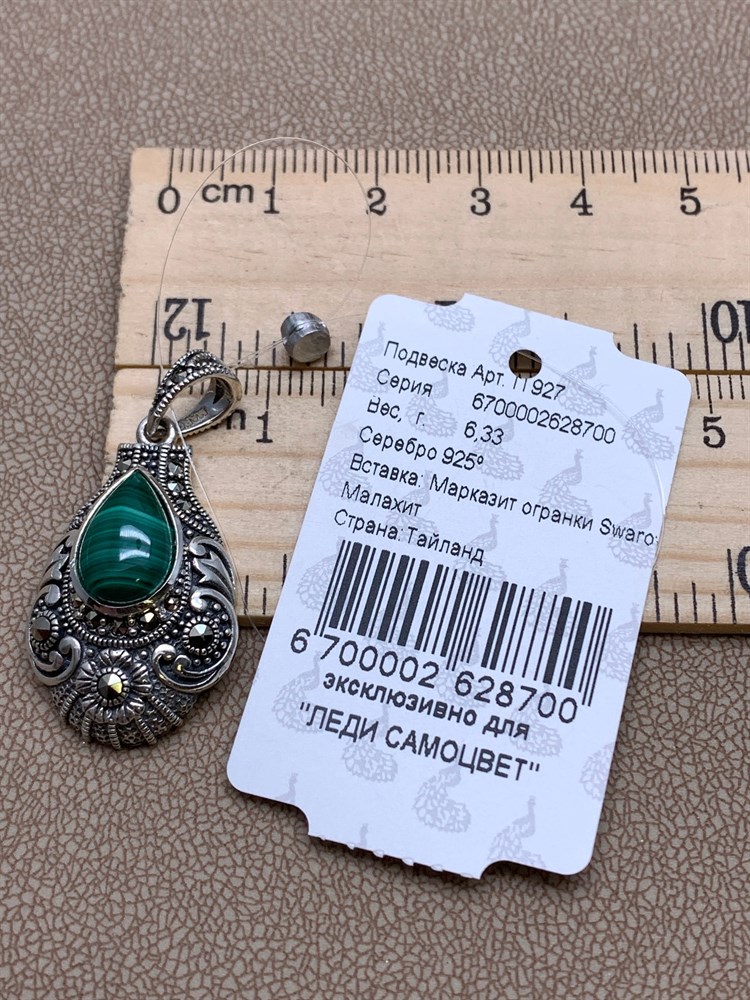 0 cm 1 2 3 4 5
12 10
1 5
Подвеска Арт. П 927
Серия 6700002628700
Вес, г. 6,33
Серебро 925°
Вставка: Марказит огранки Swaro
Малахит
Страна:Тайланд
6 700002 628700
эксклюзивно для
"ЛЕДИ САМОЦВЕТ"